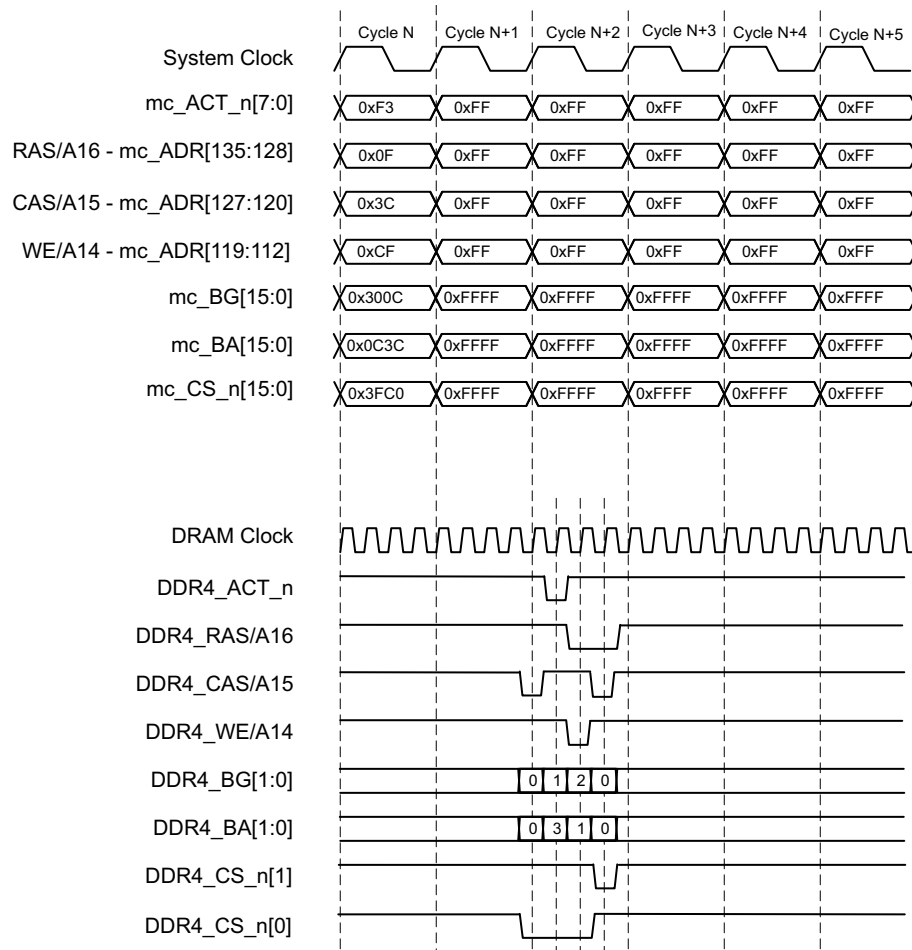 Cycle N Cycle N+1 Cycle N+2 Cycle N+3 Cycle N+4 Cycle N+5
System Clock
mc_ACT_n[7:0] 0xF3 0xFF 0xFF 0xFF 0xFF 0xFF
RAS/A16 - mc_ADR[135:128] 0x0F 0xFF 0xFF 0xFF 0xFF 0xFF
CAS/A15 - mc_ADR[127:120] 0x3C 0xFF 0xFF 0xFF 0xFF 0xFF
WE/A14 - mc_ADR[119:112] 0xCF 0xFF 0xFF 0xFF 0xFF 0xFF
mc_BG[15:0] 0x300C 0xFFFF 0xFFFF 0xFFFF 0xFFFF 0xFFFF
mc_BA[15:0] 0x0C3C 0xFFFF 0xFFFF 0xFFFF 0xFFFF 0xFFFF
mc_CS_n[15:0] 0x3FC0 0xFFFF 0xFFFF 0xFFFF 0xFFFF 0xFFFF
DRAM Clock
DDR4_ACT_n
DDR4_RAS/A16
DDR4_CAS/A15
DDR4_WE/A14
DDR4_BG[1:0] 0 1 2 0
DDR4_BA[1:0] 0 3 1 0
DDR4_CS_n[1]
DDR4_CS_n[0]